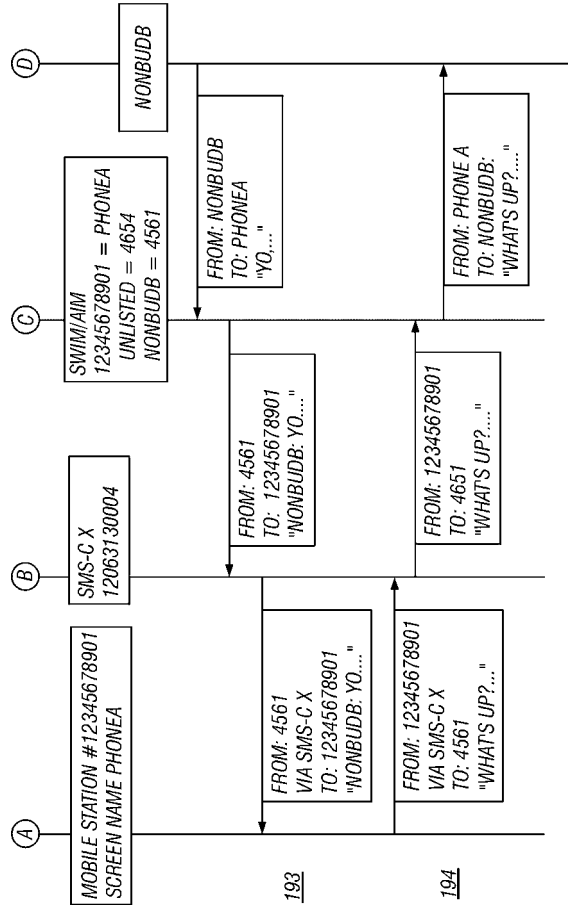 A
B
C
D
MOBILE STATION #12345678901
SCREEN NAME PHONEA
SMS-C X
12063130004
SWIM/AIM
12345678901 = PHONEA
UNLISTED = 4654
NONBUDB = 4561
NONBUDB
193
FROM: 4561
VIA SMS-C X
TO: 12345678901
"NONBUDB: YO...."
FROM: 4561
TO: 12345678901
"NONBUDB: YO...."
FROM: NONBUDB
TO: PHONEA
"YO,..."
194
FROM: 12345678901
VIA SMS-C X
TO: 4561
"WHAT'S UP?...."
FROM: 12345678901
TO: 4651
"WHAT'S UP?....."
FROM: PHONE A
TO: NONBUDB:
"WHAT'S UP?....."